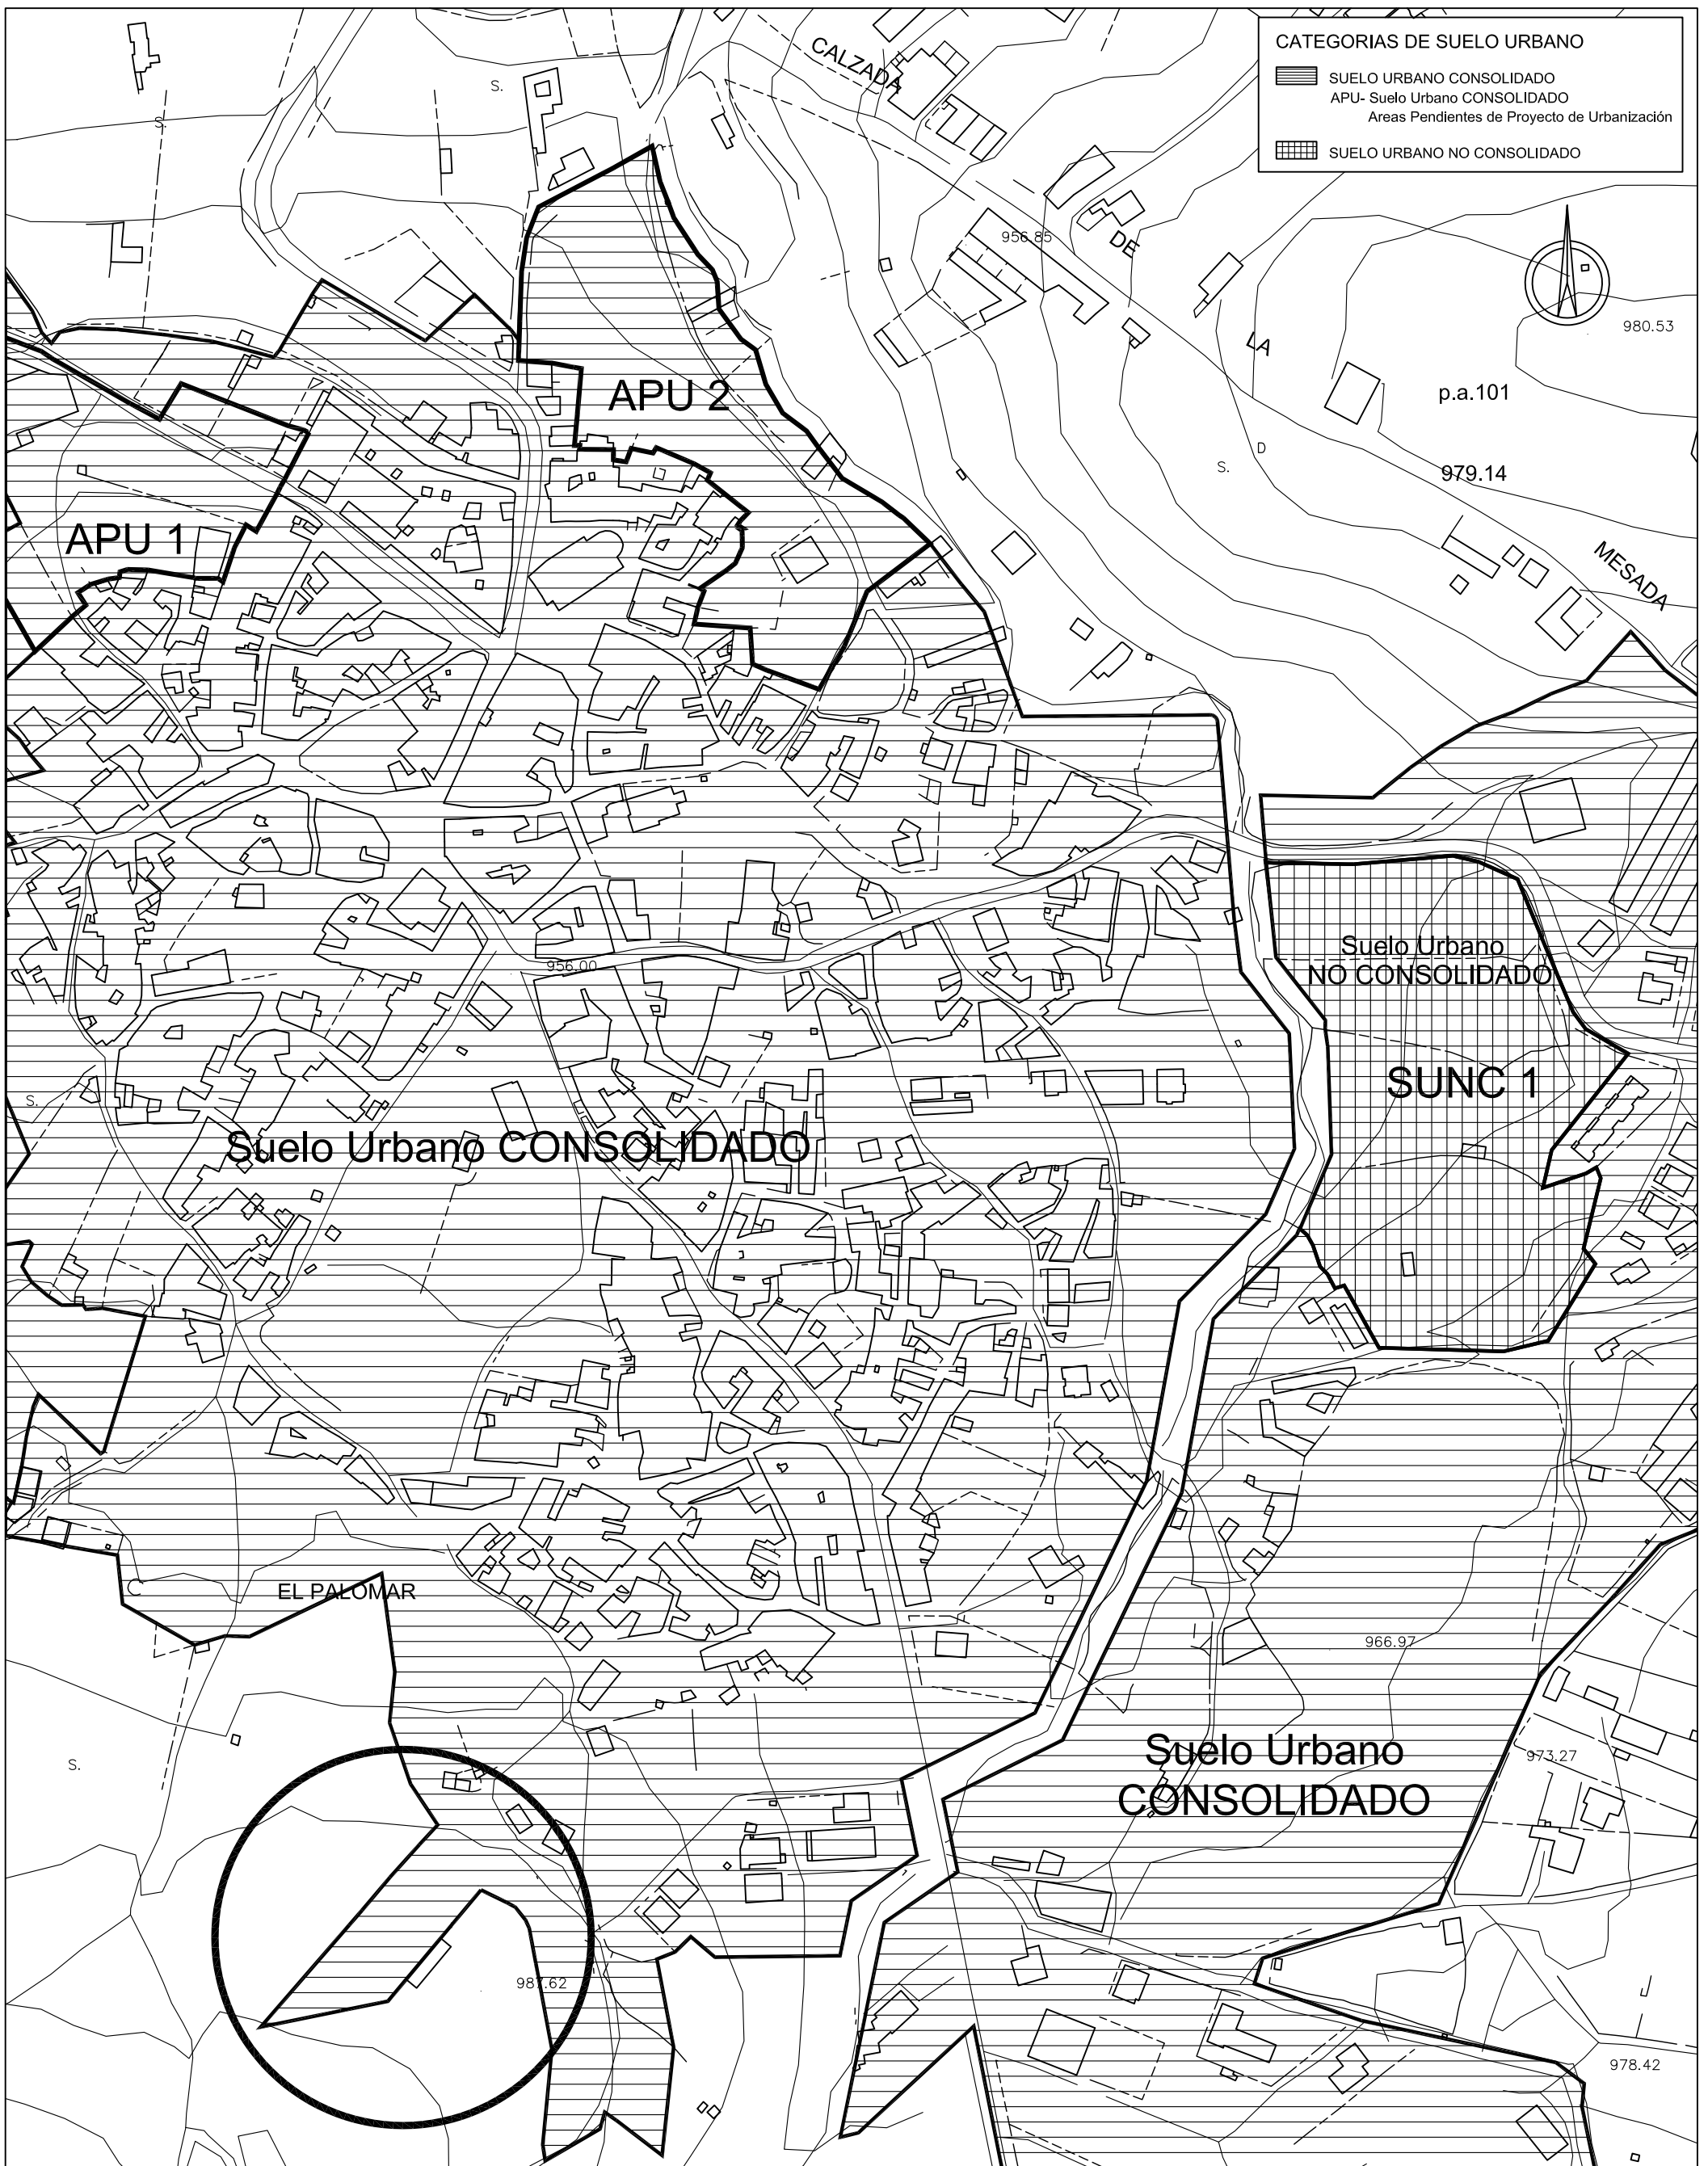 CATEGORIAS DE SUELO URBANO
SUELO URBANO CONSOLIDADO
APU- Suelo Urbano CONSOLIDADO
Areas Pendientes de Proyecto de Urbanización
SUELO URBANO NO CONSOLIDADO
CALZADA
DE
LA
MESADA
S.
S.
956.85
980.53
p.a.101
APU 2
D
S.
979.14
APU 1
Suelo Urbano
NO CONSOLIDADO
956.00
SUNC 1
S.
Suelo Urbano CONSOLIDADO
EL PALOMAR
966.97
Suelo Urbano
CONSOLIDADO
973.27
S.
987.62
978.42